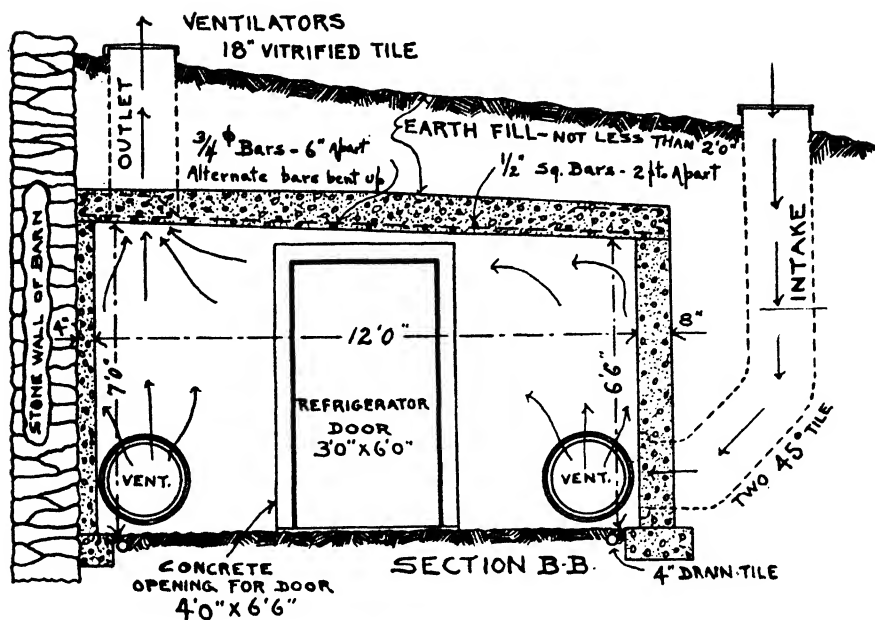 VENTILATORS
18" VITRIFIED TILE
OUTLET
3/4 ϕ Bars - 6" Apart
Alternate bars bent up
EARTH FILL - NOT LESS THAN 2'0"
1/2" Sq. Bars - 2 ft. Apart
INTAKE
STONE WALL OF BARN
12'0"
8"
7'0"
6'6"
REFRIGERATOR
DOOR
3'0" X 6'0"
VENT.
VENT.
TWO 45° TILE
CONCRETE
OPENING FOR DOOR
4'0" X 6'6"
SECTION B-B.
4" DRAIN-TILE